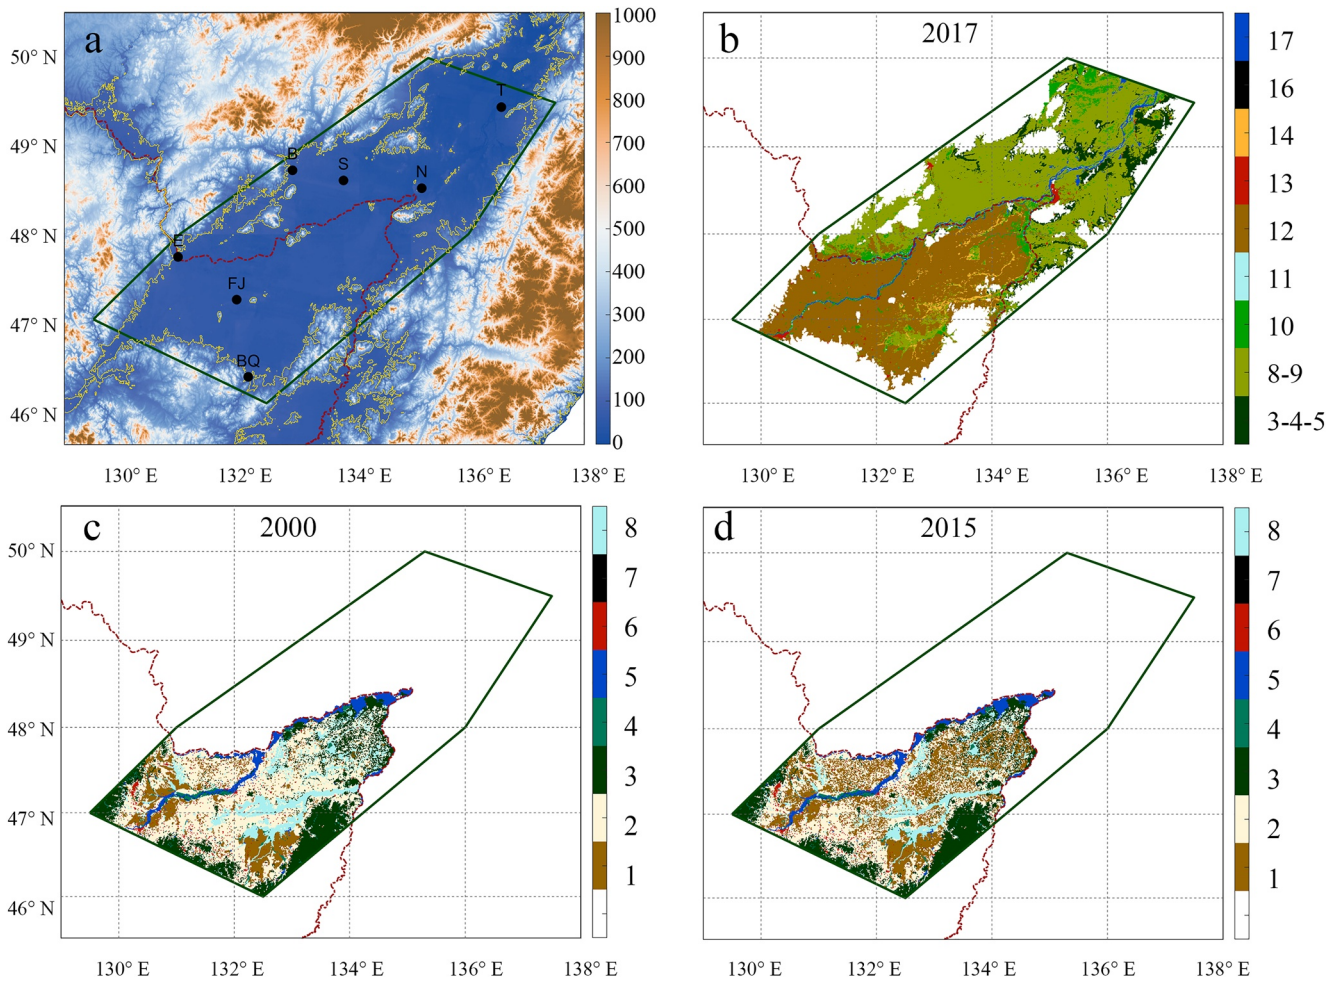 a
50° N
49° N
48° N
47° N
46° N
T
B
S
N
E
FJ
BQ
130° E
132° E
134° E
136° E
138° E
1000
900
800
700
600
500
400
300
200
100
0
b
2017
130° E
132° E
134° E
136° E
138° E
17
16
14
13
12
11
10
8-9
3-4-5
c
2000
50° N
49° N
48° N
47° N
46° N
130° E
132° E
134° E
136° E
138° E
8
7
6
5
4
3
2
1
d
2015
130° E
132° E
134° E
136° E
138° E
8
7
6
5
4
3
2
1